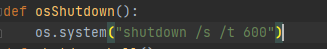 def osShutdown():
    os.system("shutdown /s /t 600")